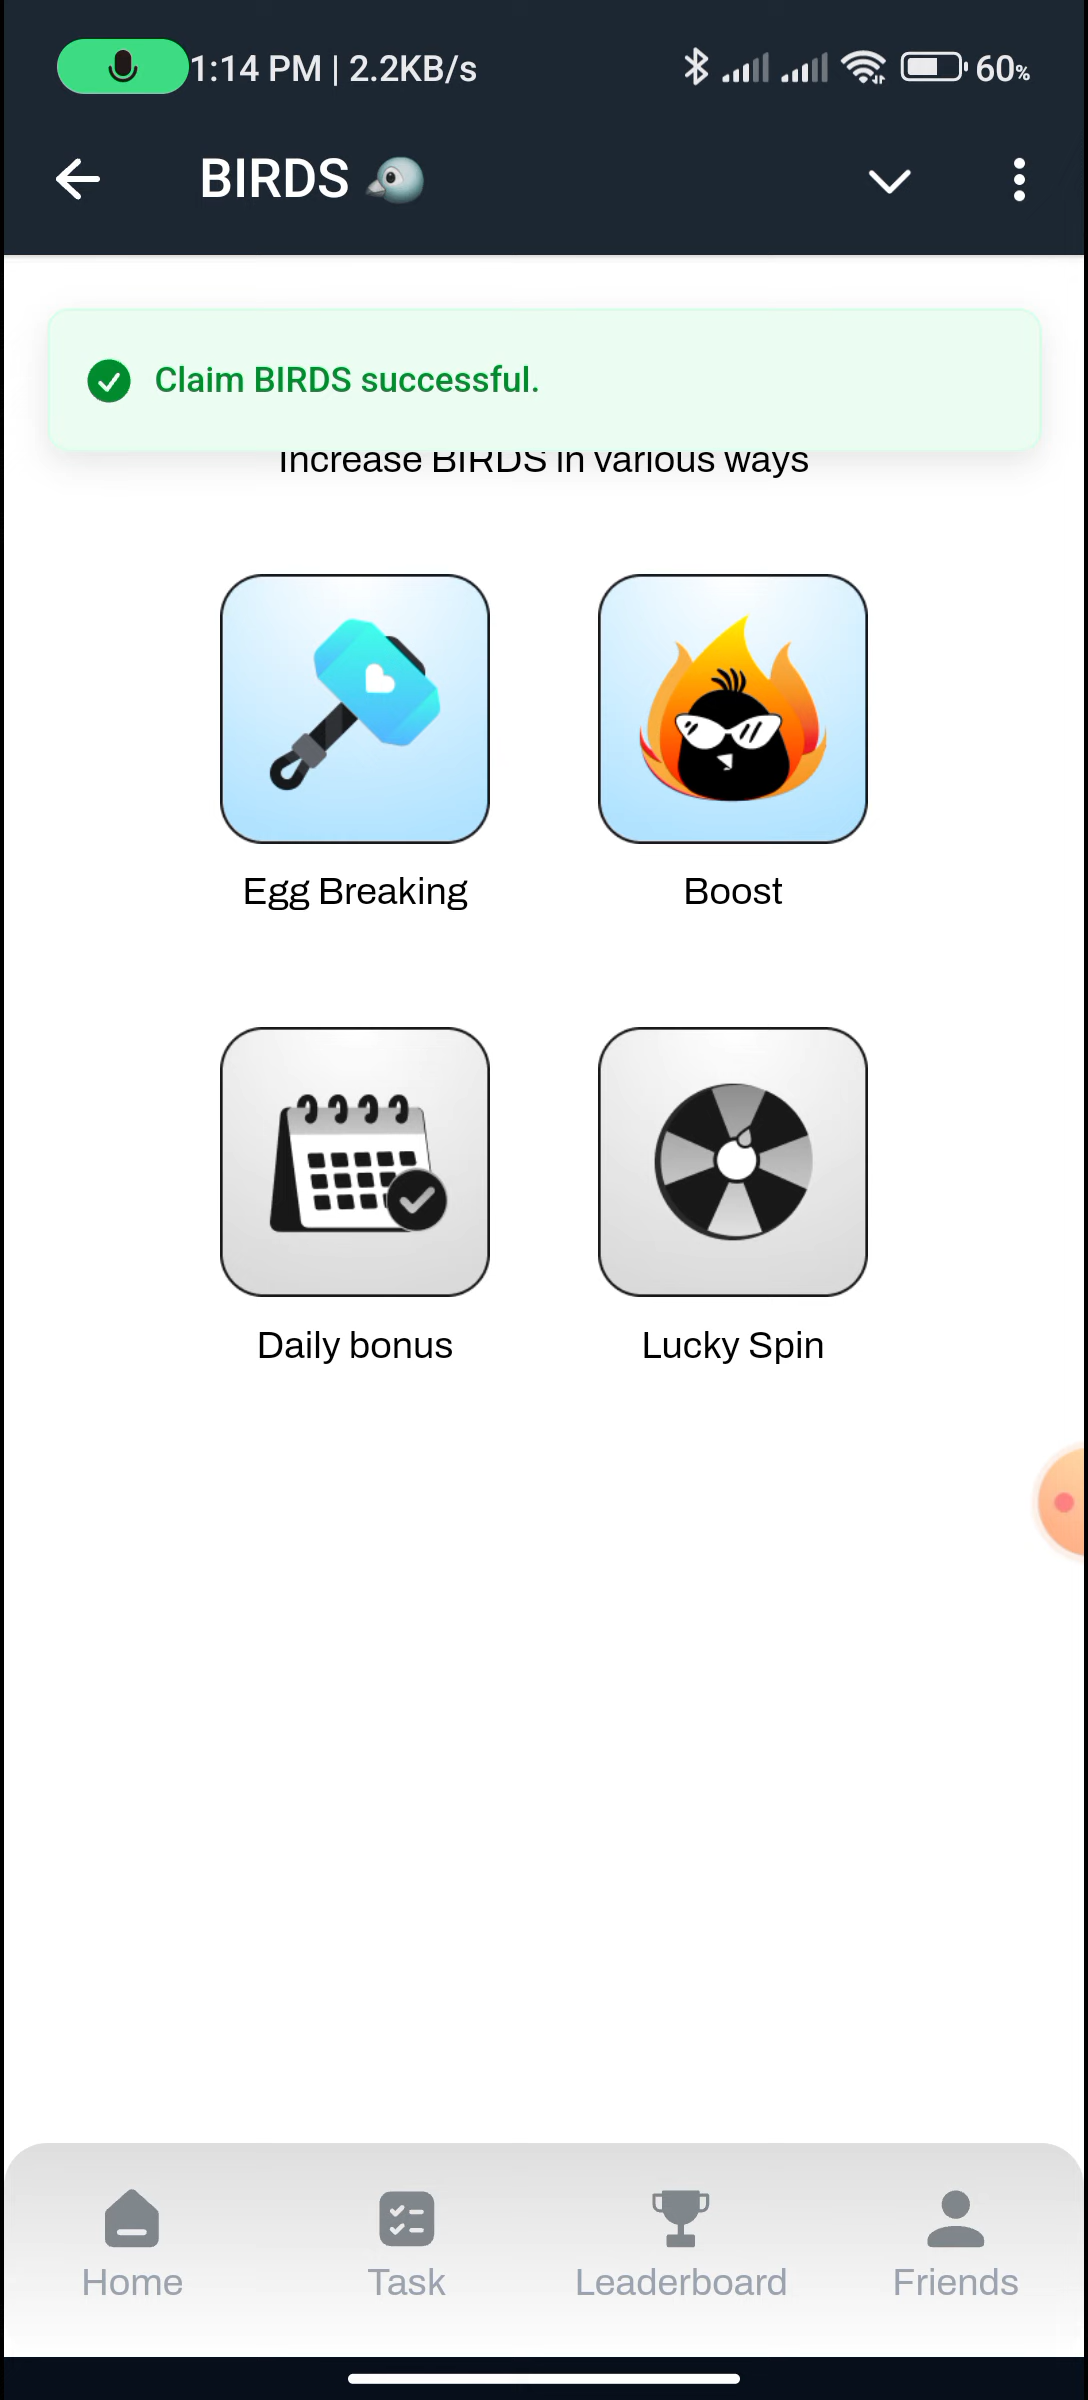 1:14 PM | 2.2KB/s
60%
BIRDS
Claim BIRDS successful.
Increase BIRDS in various ways
Egg Breaking
Boost
Daily bonus
Lucky Spin
Home
Task
Leaderboard
Friends